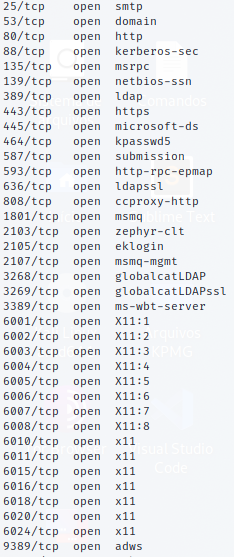 25/tcp open smtp
53/tcp open domain
80/tcp open http
88/tcp open kerberos-sec
135/tcp open msrpc
139/tcp open netbios-ssn
389/tcp open ldap
443/tcp open https
445/tcp open microsoft-ds
464/tcp open kpasswd5
587/tcp open submission
593/tcp open http-rpc-epmap
636/tcp open ldapssl
808/tcp open ccproxy-http
1801/tcp open msmq
2103/tcp open zephyr-clt
2105/tcp open eklogin
2107/tcp open msmq-mgmt
3268/tcp open globalcatLDAP
3269/tcp open globalcatLDAPssl
3389/tcp open ms-wbt-server
6001/tcp open X11:1
6002/tcp open X11:2
6003/tcp open X11:3
6004/tcp open X11:4
6005/tcp open X11:5
6006/tcp open X11:6
6007/tcp open X11:7
6008/tcp open X11:8
6010/tcp open x11
6011/tcp open x11
6015/tcp open x11
6016/tcp open x11
6018/tcp open x11
6020/tcp open x11
6024/tcp open x11
9389/tcp open adws
Text
KPMG
Visual Studio
Code